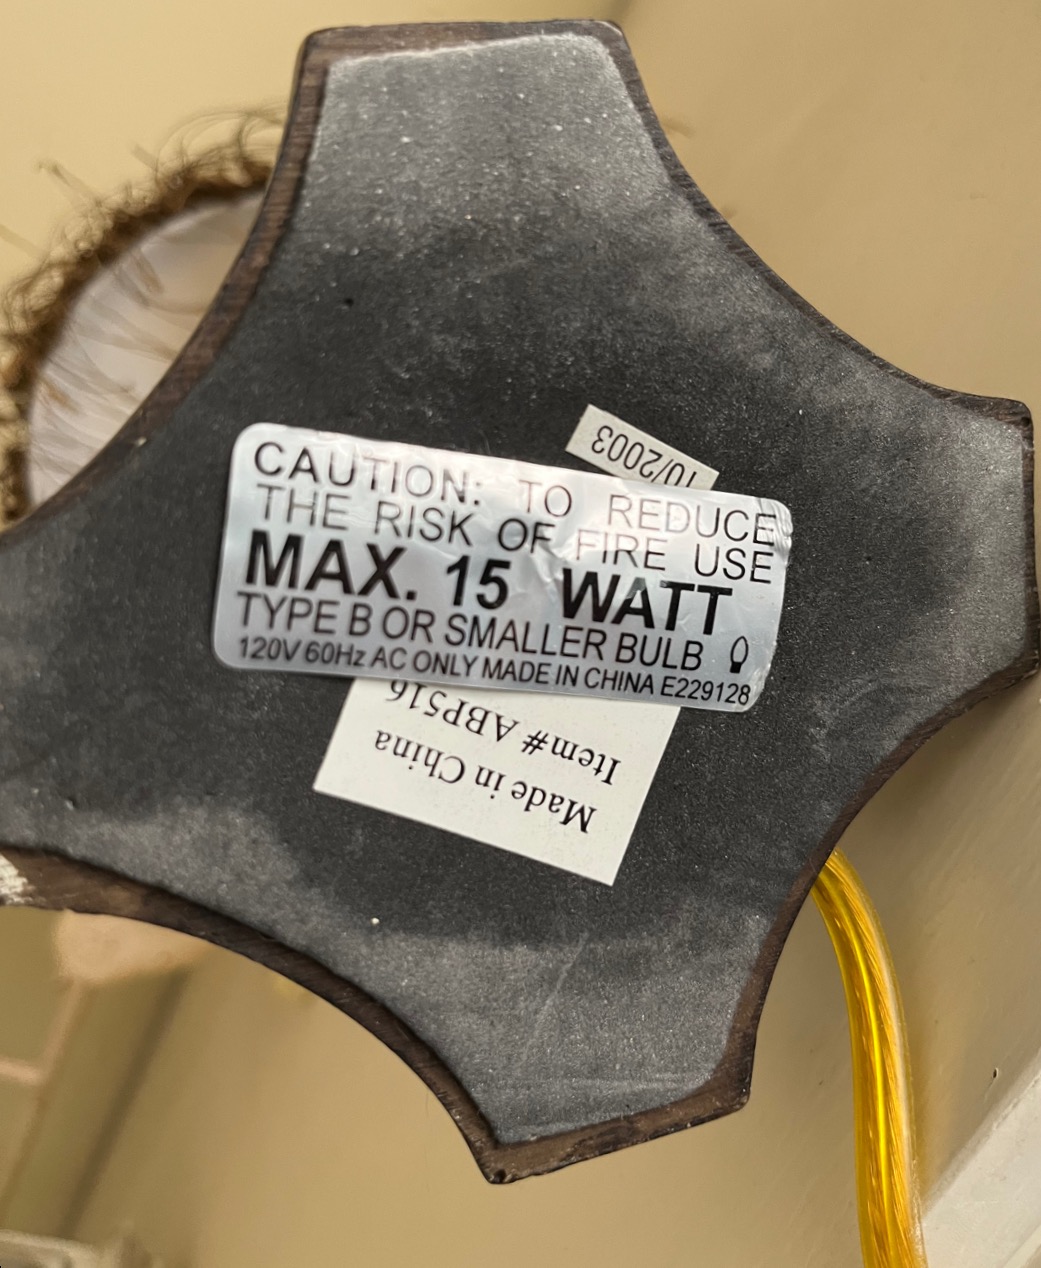 10/2003
CAUTION: TO REDUCE
THE RISK OF FIRE USE
MAX. 15 WATT
TYPE B OR SMALLER BULB
120V 60Hz AC ONLY MADE IN CHINA E229128
Item# ABP516
Made in China